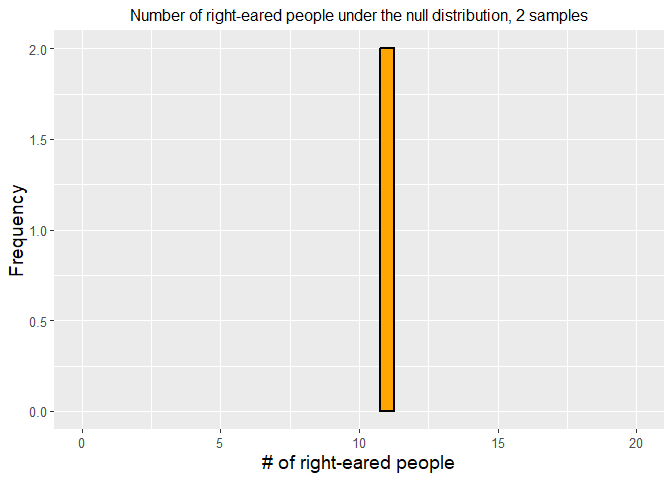 Number of right-eared people under the null distribution, 2 samples
2.0
1.5
1.0
0.5
0.0
Frequency
0 5 10 15 20
# of right-eared people